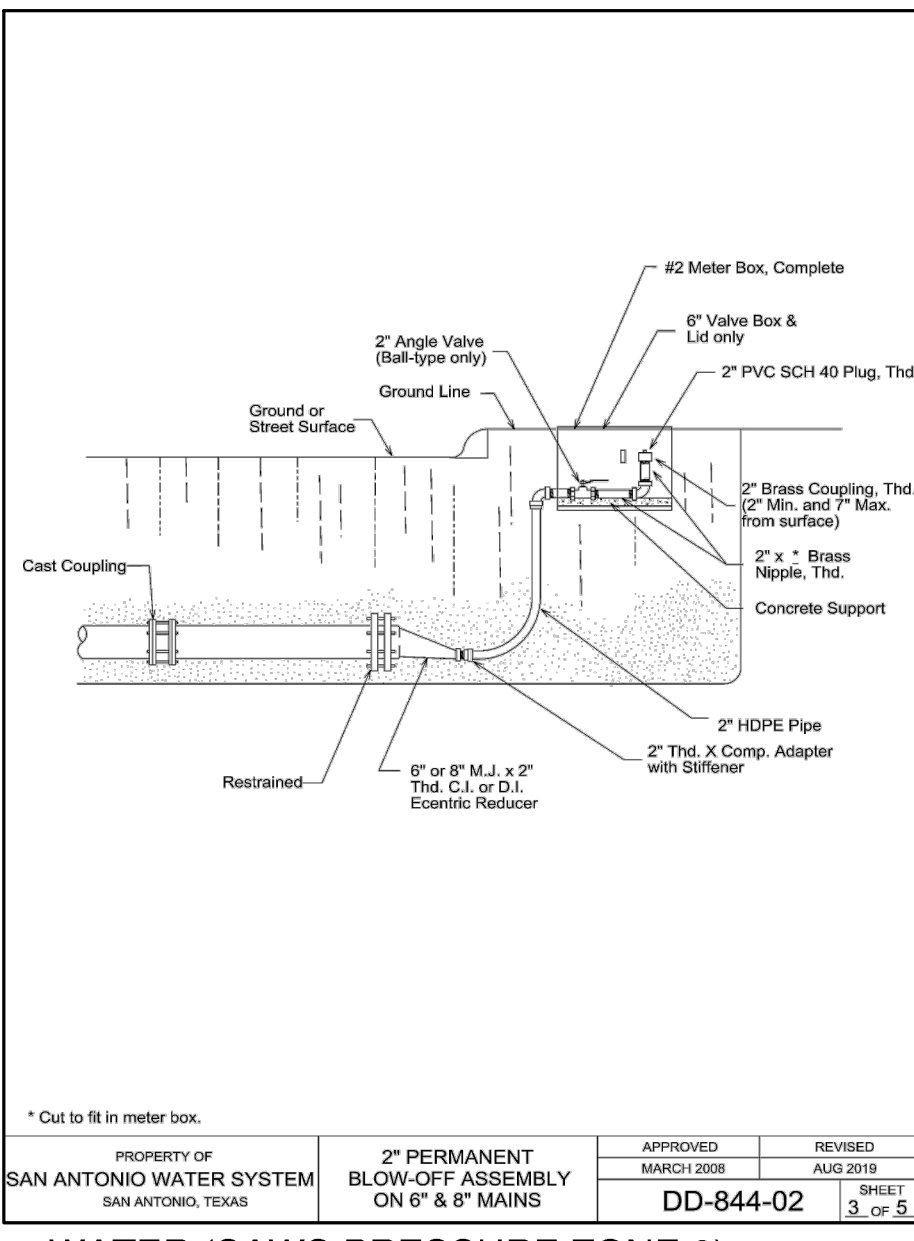 #2 Meter Box, Complete
6" Valve Box &
Lid only
2" Angle Valve
(Ball-type only)
2" PVC SCH 40 Plug, Thd
Ground Line
Ground or
Street Surface
2" Brass Coupling, Thd.
(2" Min. and 7" Max.
from surface)
Cast Coupling
2" x * Brass
Nipple, Thd.
Concrete Support
2" HDPE Pipe
2" Thd. X Comp. Adapter
with Stiffener
Restrained
6" or 8" M.J. x 2"
Thd. C.I. or D.I.
Ecentric Reducer
* Cut to fit in meter box.
PROPERTY OF
SAN ANTONIO WATER SYSTEM
SAN ANTONIO, TEXAS
2" PERMANENT
BLOW-OFF ASSEMBLY
ON 6" & 8" MAINS
APPROVED
MARCH 2008
REVISED
AUG 2019
DD-844-02
SHEET
3 OF 5
WATER (SAWS PRESSURE ZONE